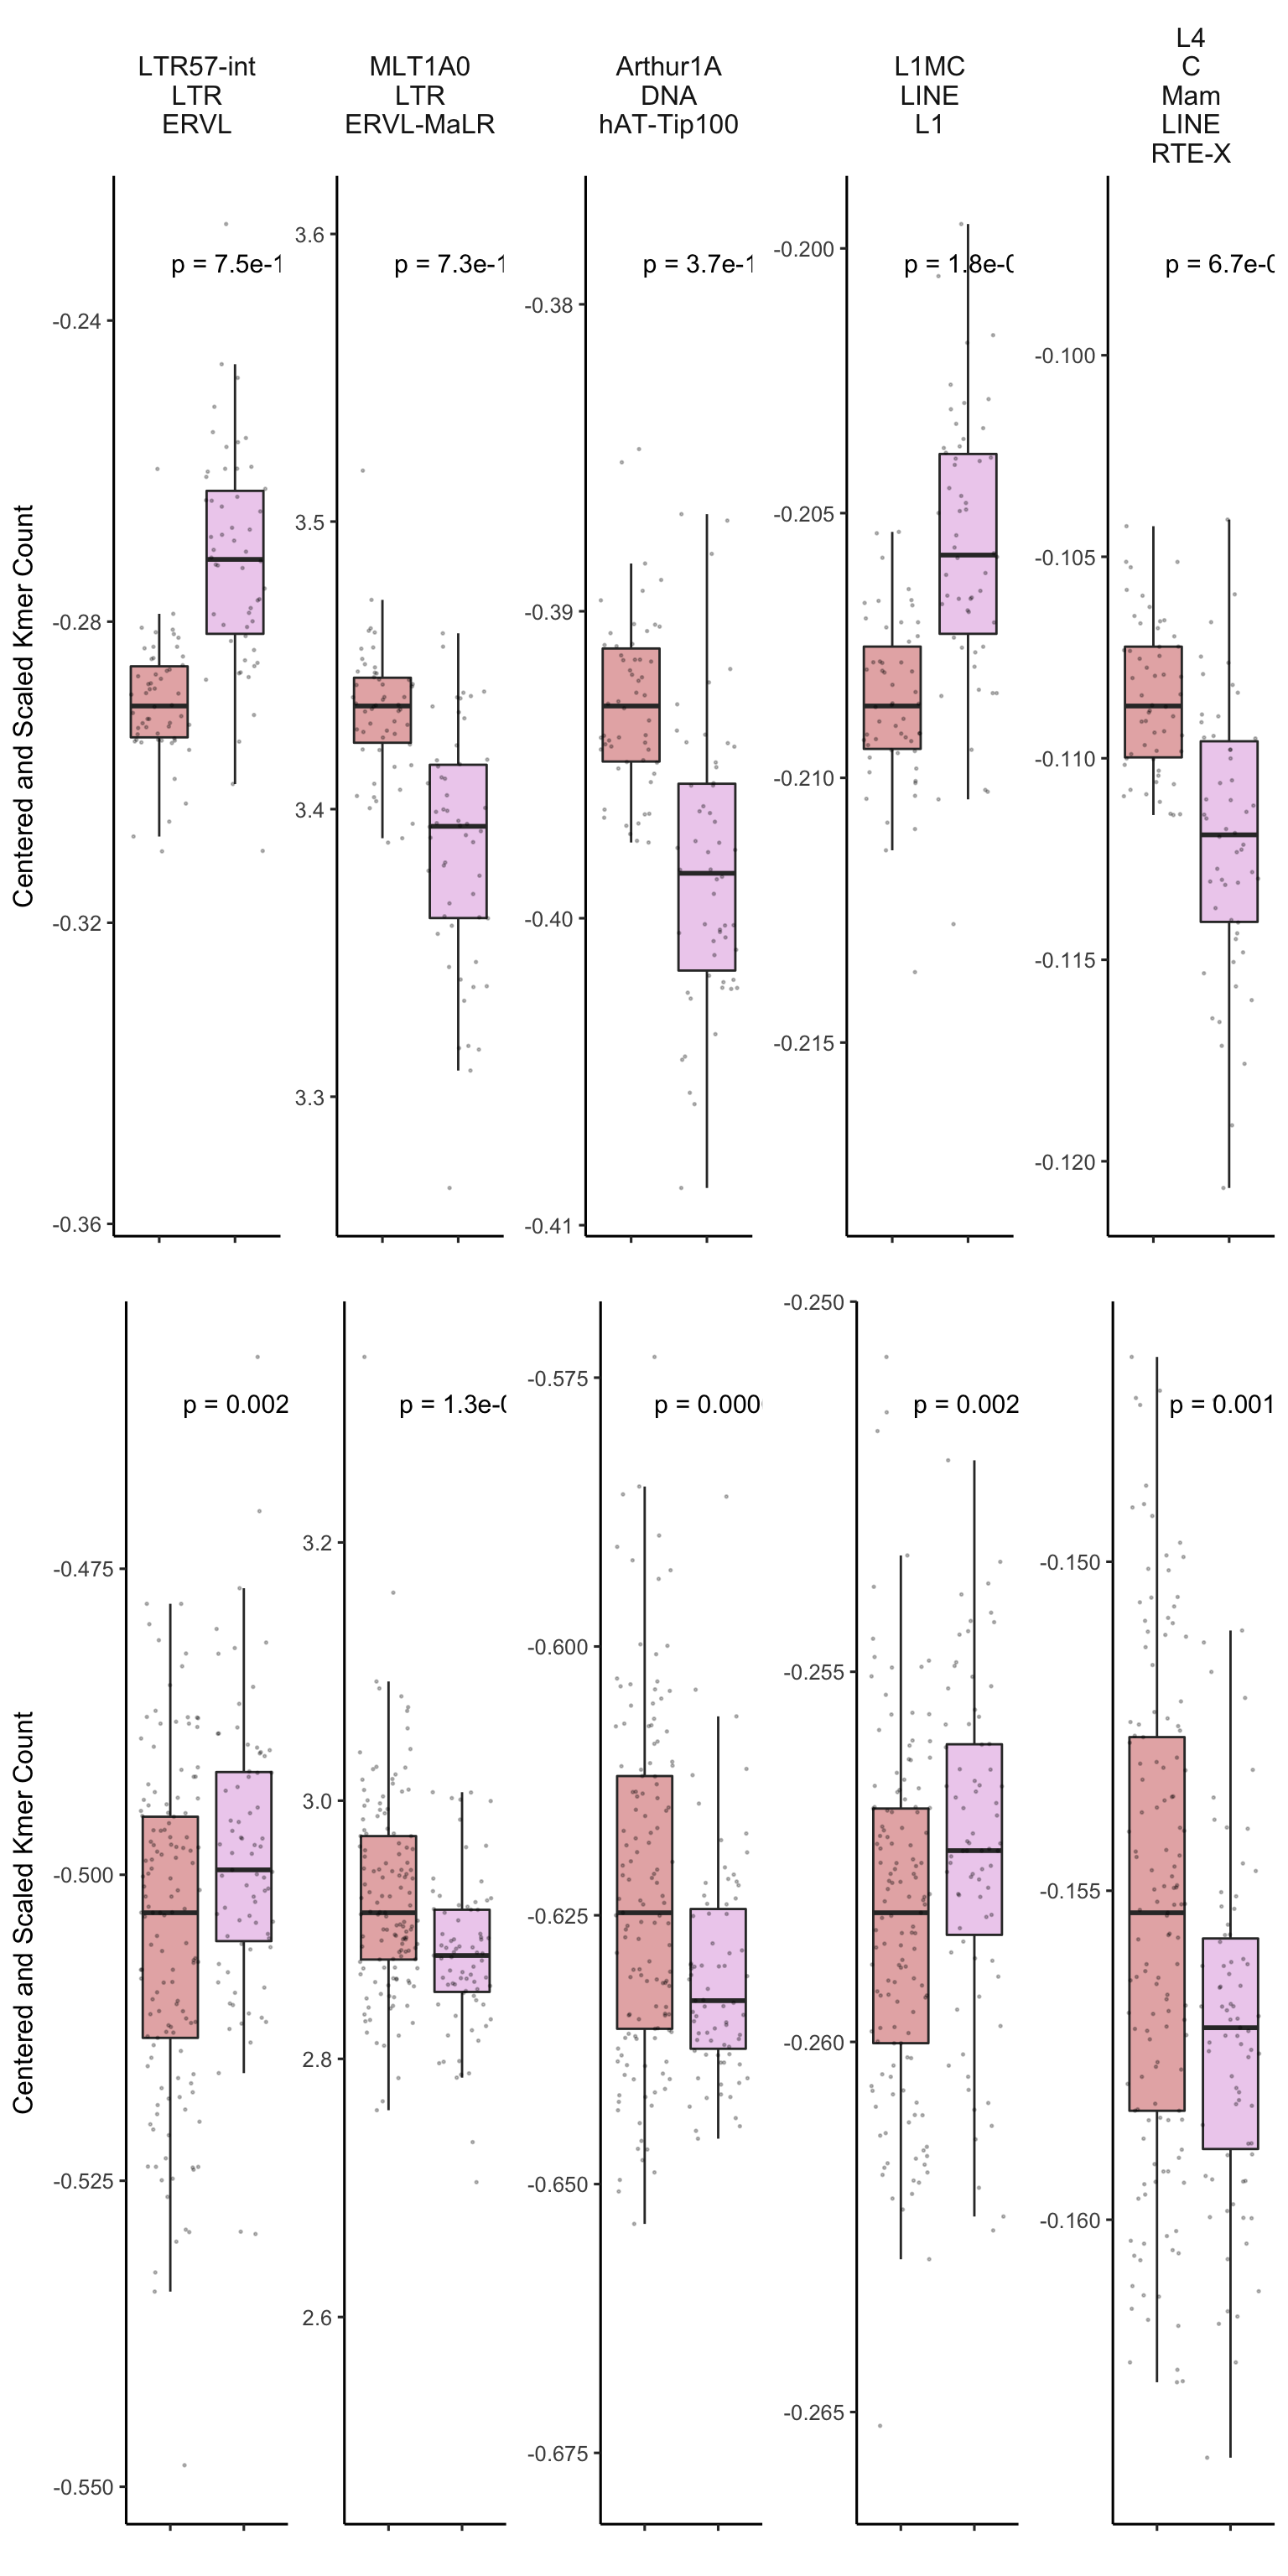 LTR57-int
LTR
ERVL
MLT1A0
LTR
ERVL-MaLR
Arthur1A
DNA
hAT-Tip100
L1MC
LINE
L1
L4
C
Mam
LINE
RTE-X
Centered and Scaled Kmer Count
p = 7.5e-1
-0.24
-0.28
-0.32
-0.36
p = 7.3e-1
3.6
3.5
3.4
3.3
p = 3.7e-1
-0.38
-0.39
-0.40
-0.41
p = 1.8e-0
-0.200
-0.205
-0.210
-0.215
p = 6.7e-0
-0.100
-0.105
-0.110
-0.115
-0.120
Centered and Scaled Kmer Count
p = 0.002
-0.475
-0.500
-0.525
-0.550
p = 1.3e-0
3.2
3.0
2.8
2.6
p = 0.000
-0.575
-0.600
-0.625
-0.650
-0.675
p = 0.002
-0.250
-0.255
-0.260
-0.265
p = 0.001
-0.150
-0.155
-0.160